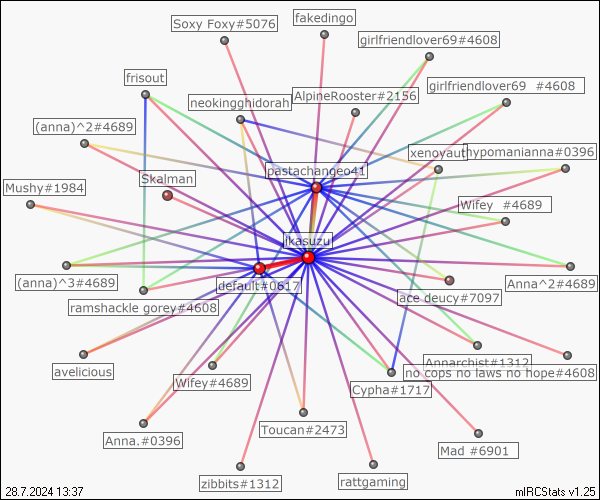 Soxy Foxy#5076
fakedingo
girlfriendlover69#4608
frisout
girlfriendlover69 #4608
neokingghidorah
AlpineRooster#2156
(anna)^2#4689
xenoyauti
hypomanianna#0396
pastachangeo41
Skalman
Mushy#1984
Wifey #4689
ikasuzu
(anna)^3#4689
default#0617
Anna^2#4689
ramshackle gorey#4608
ace deucy#7097
avelicious
Annarchist#1312
no cops no laws no hope#4608
Wifey#4689
Cypha#1717
Anna.#0396
Toucan#2473
Mad #6901
zibbits#1312
rattgaming
28.7.2024 13:37
mIRCStats v1.25